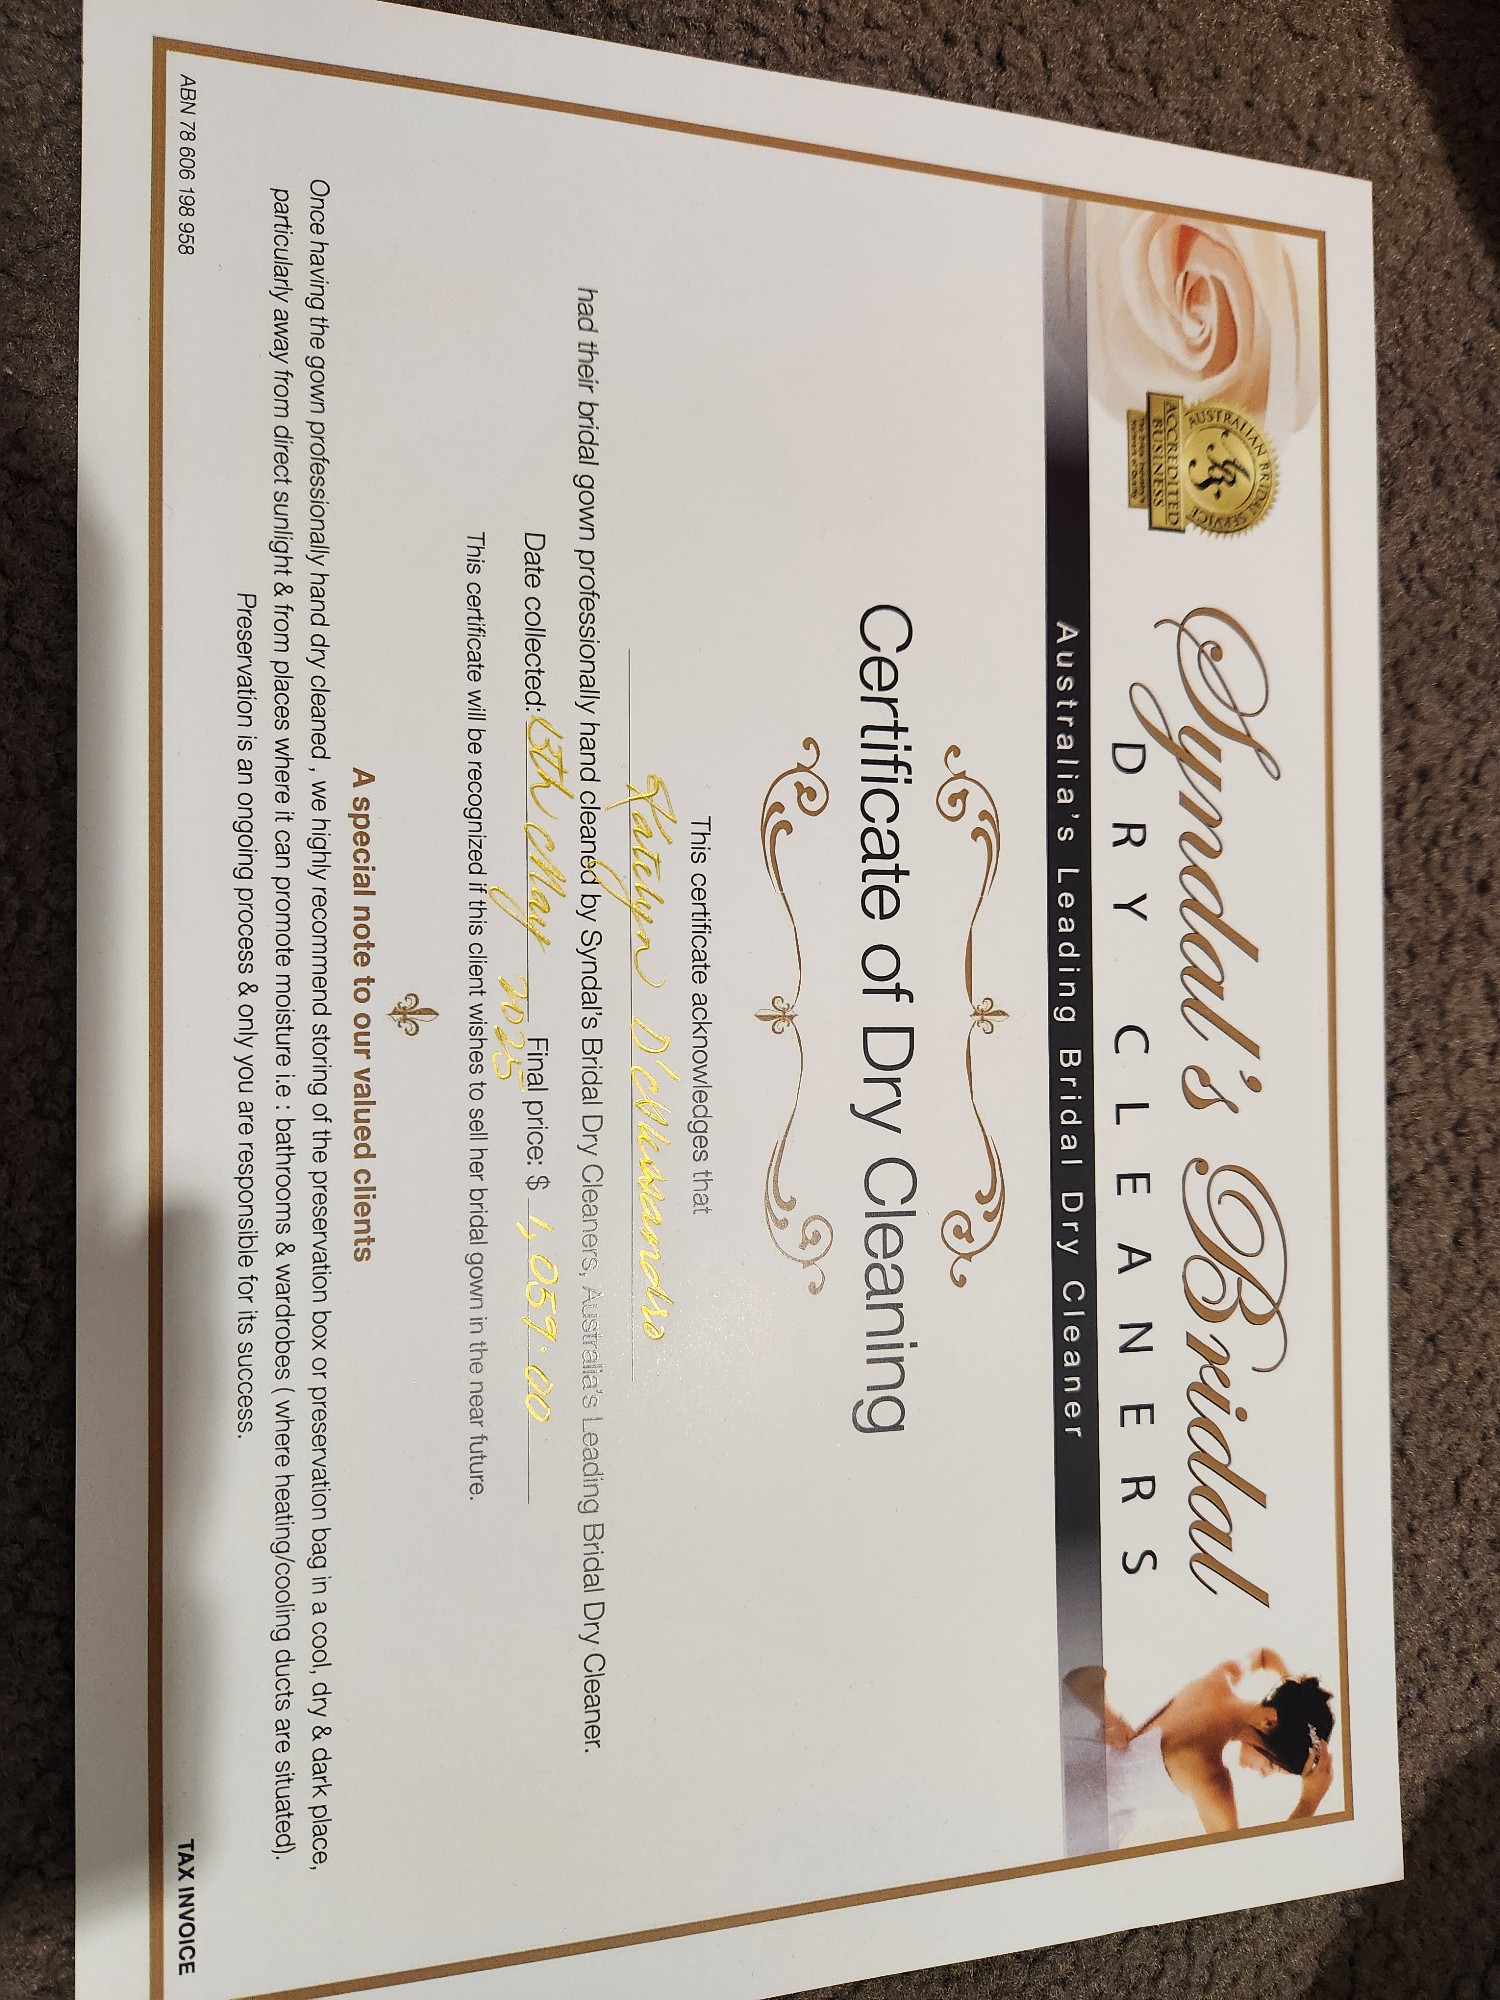 AUSTRALIAN BRIDAL SERVICE
ACCREDITED
BUSINESS
The Bridal Industry's
Syndal's Bridal
DRY CLEANERS
Australia's Leading Bridal Dry Cleaner
Certificate of Dry Cleaning
This certificate acknowledges that
Katelyn D'Alessandro
had their bridal gown professionally hand cleaned by Syndal's Bridal Dry Cleaners, Australia's Leading Bridal Dry Cleaner.
Date collected: 13th May 2025 Final price: $ 1,059.00
This certificate will be recognized if this client wishes to sell her bridal gown in the near future.
A special note to our valued clients
Once having the gown professionally hand dry cleaned , we highly recommend storing of the preservation box or preservation bag in a cool, dry & dark place,
particularly away from direct sunlight & from places where it can promote moisture i.e : bathrooms & wardrobes ( where heating/cooling ducts are situated).
Preservation is an ongoing process & only you are responsible for its success.
ABN 78 606 198 958
TAX INVOICE